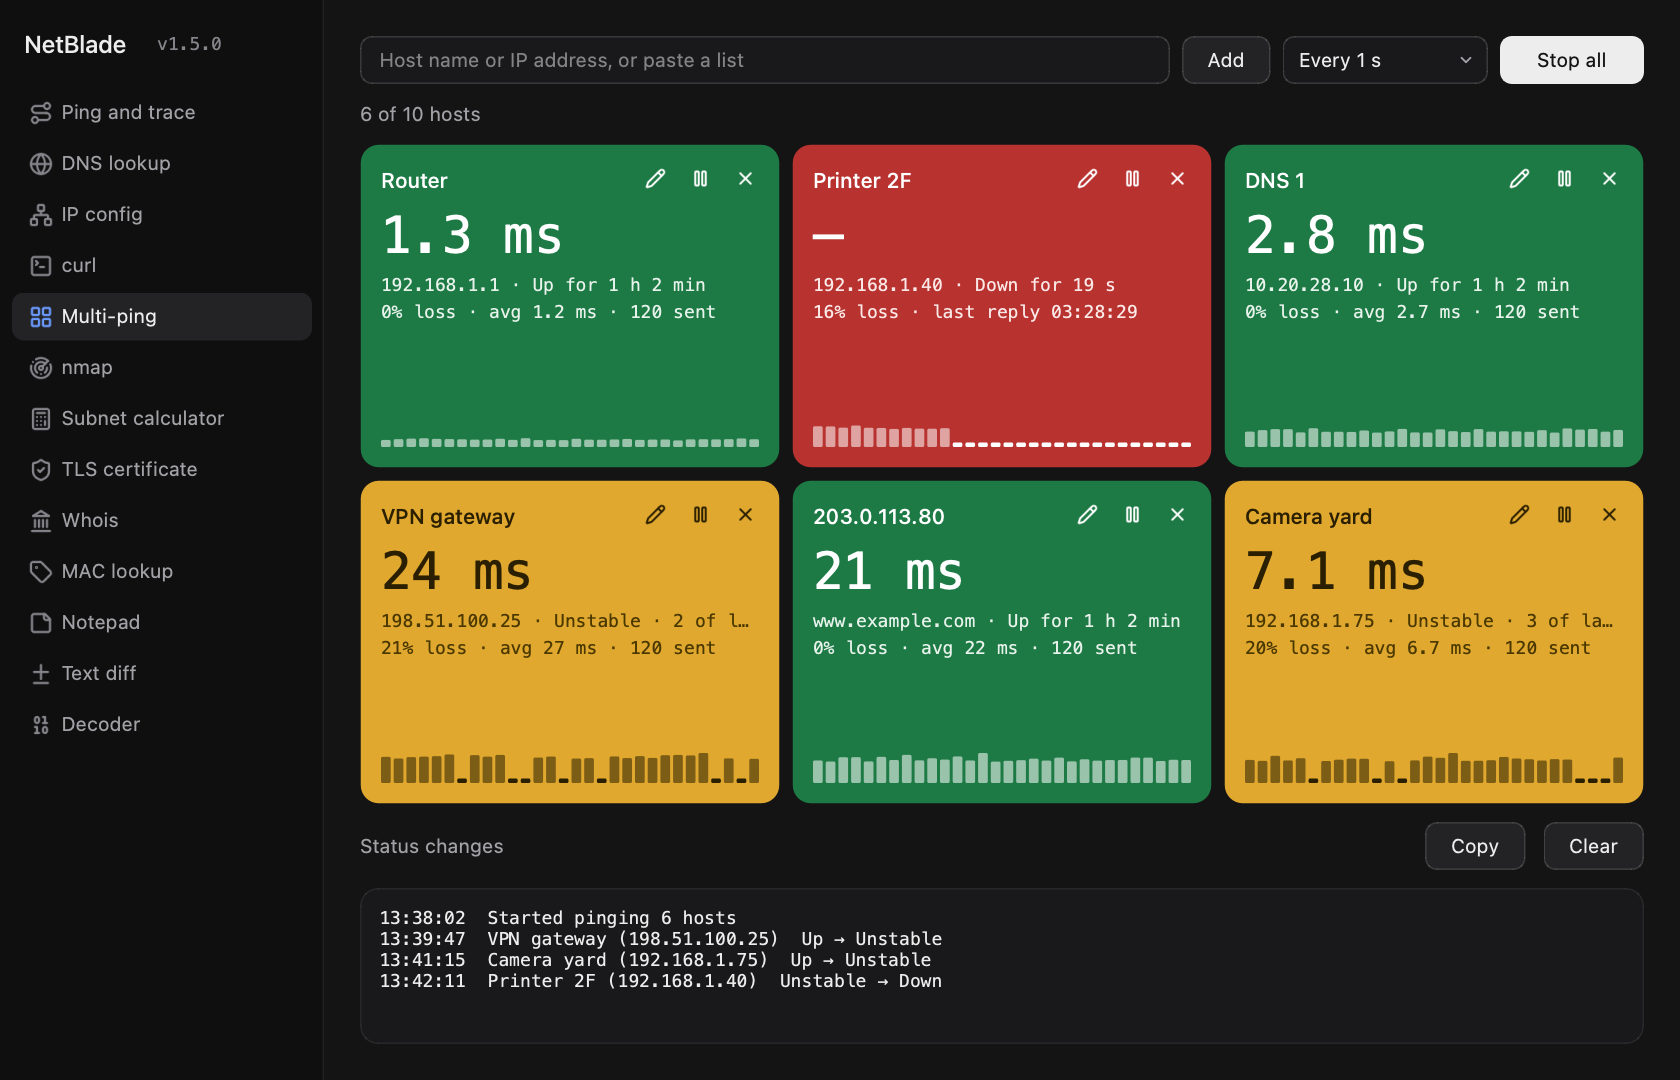 NetBlade v1.5.0
Ping and trace
DNS lookup
IP config
curl
Multi-ping
nmap
Subnet calculator
TLS certificate
Whois
MAC lookup
Notepad
Text diff
Decoder
Host name or IP address, or paste a list
Add
Every 1 s
Stop all
6 of 10 hosts
Router
1.3 ms
192.168.1.1 · Up for 1 h 2 min
0% loss · avg 1.2 ms · 120 sent
Printer 2F
—
192.168.1.40 · Down for 19 s
16% loss · last reply 03:28:29
DNS 1
2.8 ms
10.20.28.10 · Up for 1 h 2 min
0% loss · avg 2.7 ms · 120 sent
VPN gateway
24 ms
198.51.100.25 · Unstable · 2 of l…
21% loss · avg 27 ms · 120 sent
203.0.113.80
21 ms
www.example.com · Up for 1 h 2 min
0% loss · avg 22 ms · 120 sent
Camera yard
7.1 ms
192.168.1.75 · Unstable · 3 of la…
20% loss · avg 6.7 ms · 120 sent
Status changes
Copy
Clear
13:38:02 Started pinging 6 hosts
13:39:47 VPN gateway (198.51.100.25) Up → Unstable
13:41:15 Camera yard (192.168.1.75) Up → Unstable
13:42:11 Printer 2F (192.168.1.40) Unstable → Down